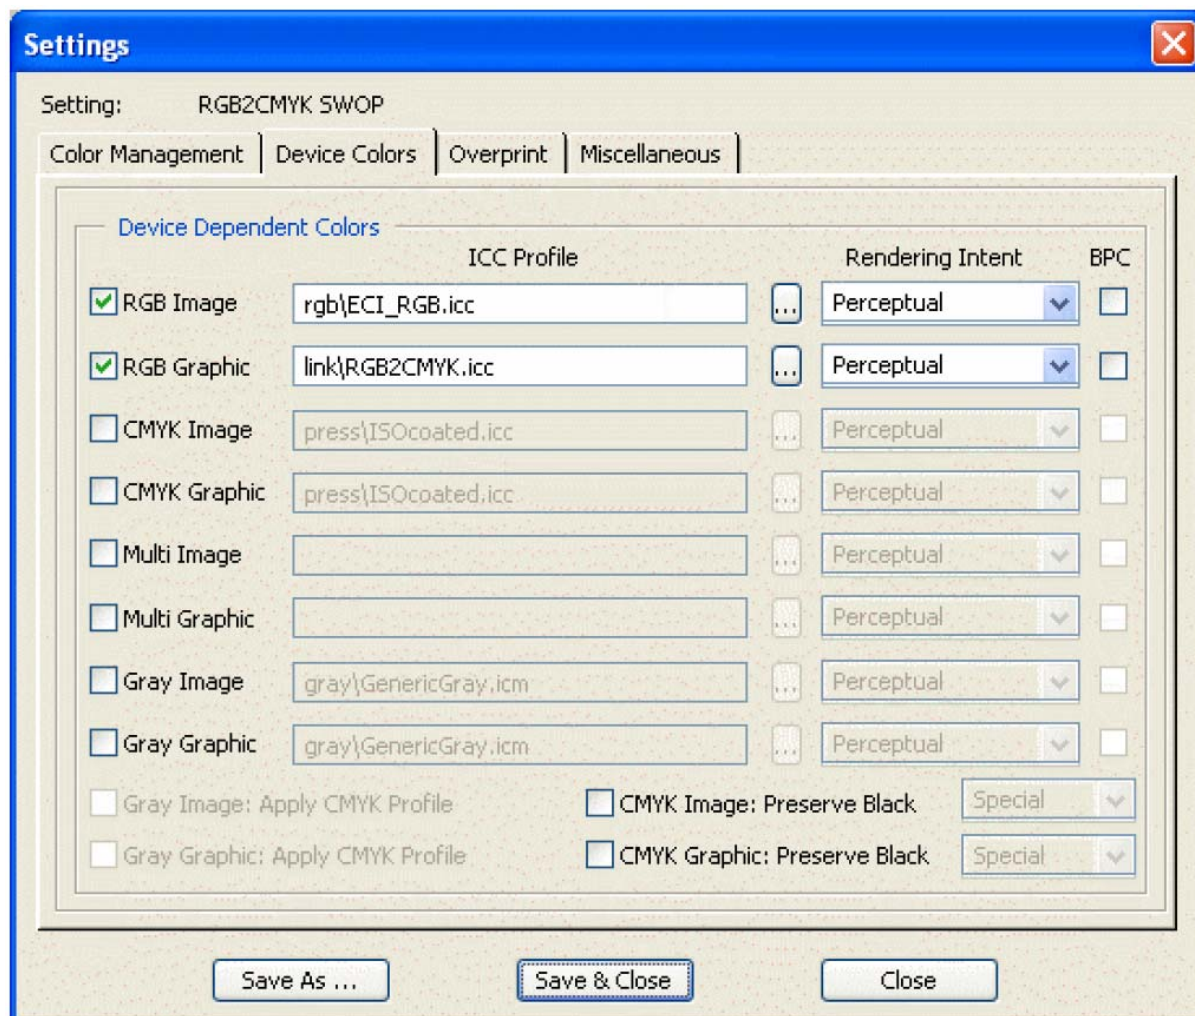 Settings
Setting: RGB2CMYK SWOP
Color Management Device Colors Overprint Miscellaneous
Device Dependent Colors
ICC Profile Rendering Intent BPC
RGB Image rgb\ECI_RGB.icc ... Perceptual
RGB Graphic link\RGB2CMYK.icc ... Perceptual
CMYK Image press\ISOcoated.icc ... Perceptual
CMYK Graphic press\ISOcoated.icc ... Perceptual
Multi Image ... Perceptual
Multi Graphic ... Perceptual
Gray Image gray\GenericGray.icm ... Perceptual
Gray Graphic gray\GenericGray.icm ... Perceptual
Gray Image: Apply CMYK Profile CMYK Image: Preserve Black Special
Gray Graphic: Apply CMYK Profile CMYK Graphic: Preserve Black Special
Save As ... Save & Close Close